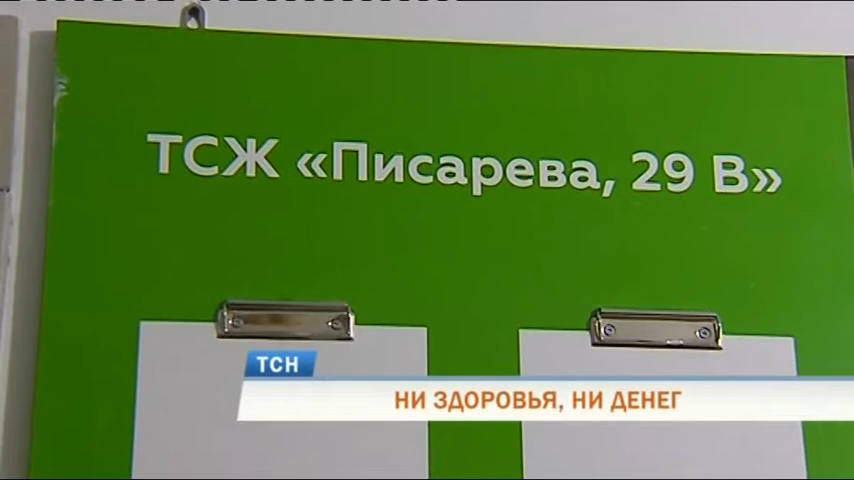 ТСЖ «Писарева, 29 В»
ТСН
НИ ЗДОРОВЬЯ, НИ ДЕНЕГ